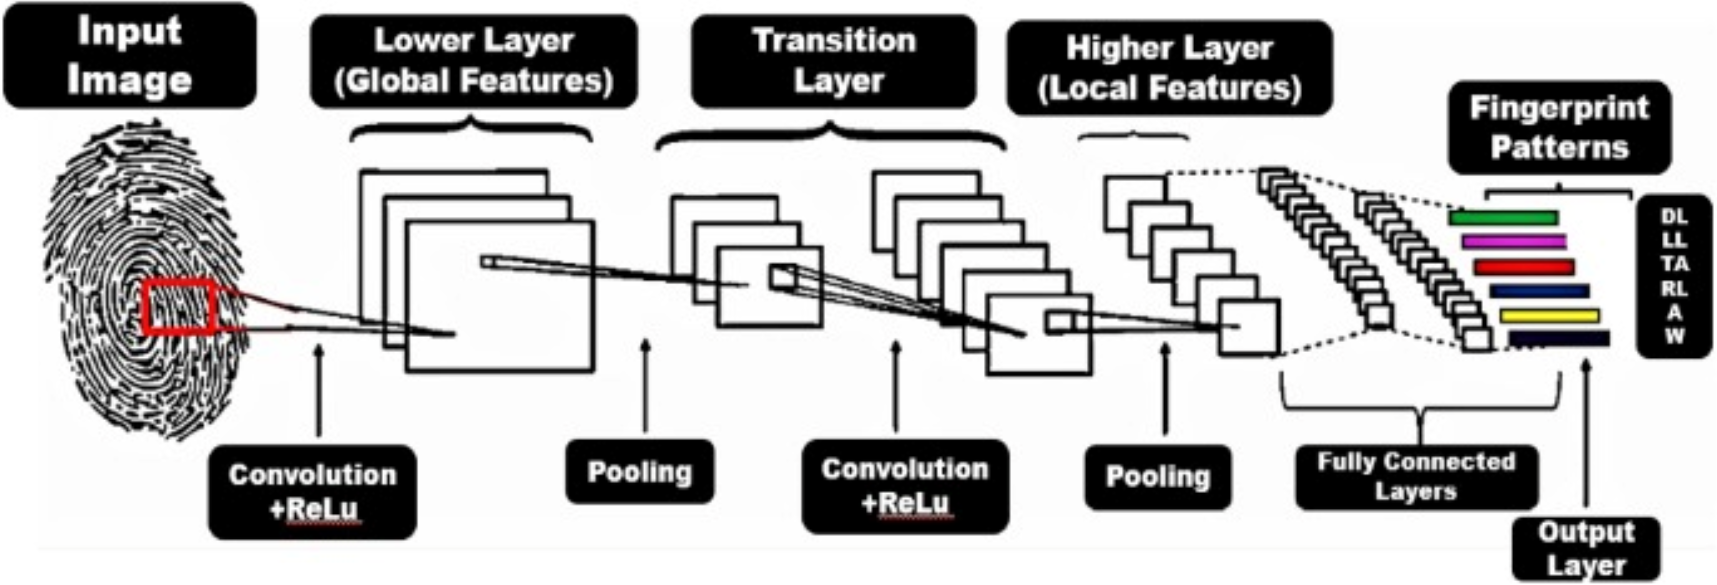 Input
Image
Lower Layer
(Global Features)
Transition
Layer
Higher Layer
(Local Features)
Fingerprint
Patterns
DL
LL
TA
RL
A
W
Convolution
+ReLu
Pooling
Convolution
+ReLu
Pooling
Fully Connected
Layers
Output
Layer